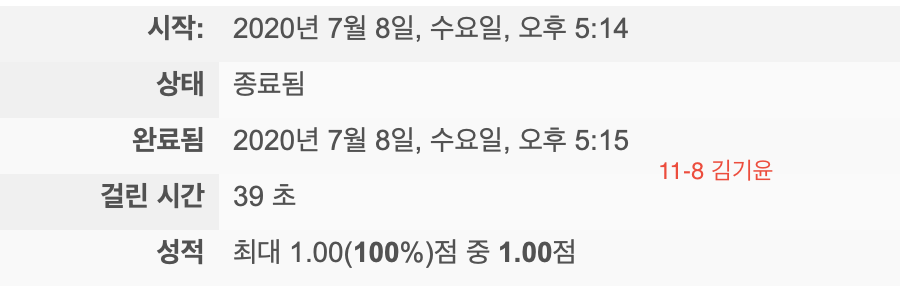 시작: 2020년 7월 8일, 수요일, 오후 5:14
상태 종료됨
완료됨 2020년 7월 8일, 수요일, 오후 5:15
11-8 김기윤
걸린 시간 39 초
성적 최대 1.00(100%)점 중 1.00점